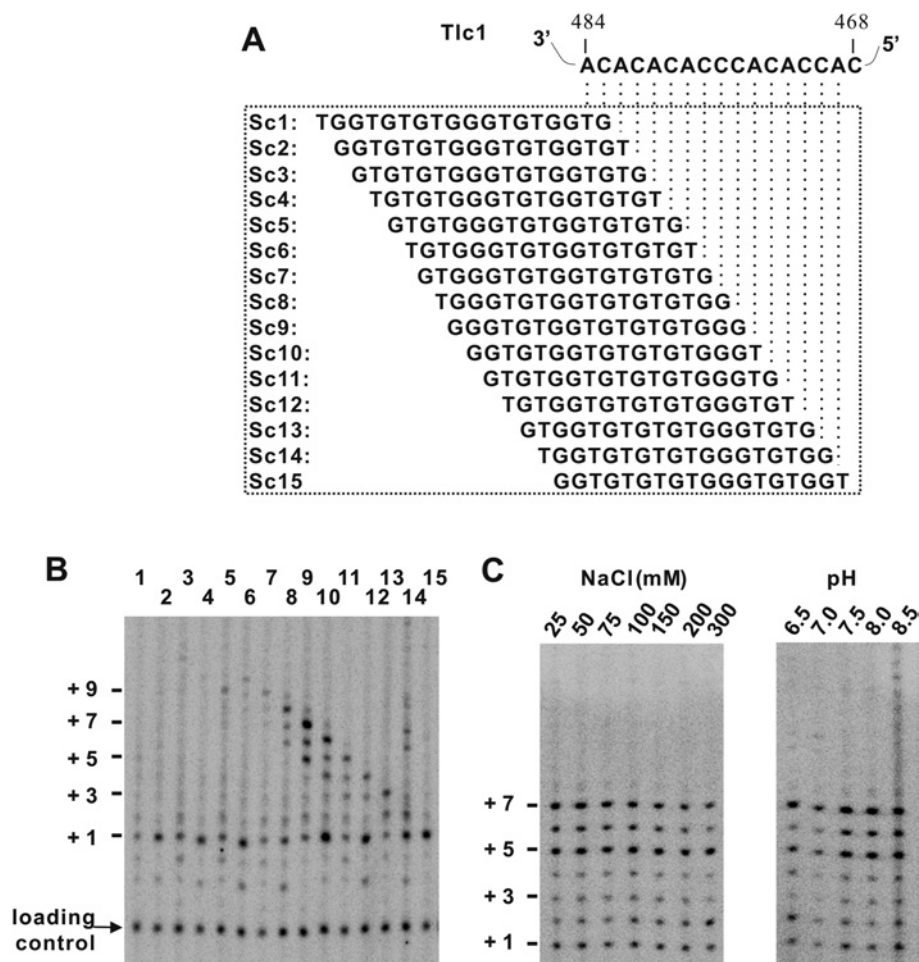 A
Tlc1
484
468
3’
5’
ACACACACCCACACCAC
Sc1: TGGTGTGTGGGTGTGGTG
Sc2: GGTGTGTGGGTGTGGTGT
Sc3: GTGTGTGGGTGTGGTGTG
Sc4: TGTGTGGGTGTGGTGTGT
Sc5: GTGTGGGTGTGGTGTGTG
Sc6: TGTGGGTGTGGTGTGTGT
Sc7: GTGGGTGTGGTGTGTGTG
Sc8: TGGGTGTGGTGTGTGTGG
Sc9: GGGTGTGGTGTGTGTGGG
Sc10: GGTGTGGTGTGTGTGGGT
Sc11: GTGTGGTGTGTGTGGGTG
Sc12: TGTGGTGTGTGTGGGTGT
Sc13: GTGGTGTGTGTGGGTGTG
Sc14: TGGTGTGTGTGGGTGTGG
Sc15 GGTGTGTGTGGGTGTGGT
B
1 3 5 7 9 11 13 15
2 4 6 8 10 12 14
+ 9
+ 7
+ 5
+ 3
+ 1
loading
control
C
NaCl (mM)
25 50 75 100 150 200 300
pH
6.5 7.0 7.5 8.0 8.5
+ 7
+ 5
+ 3
+ 1